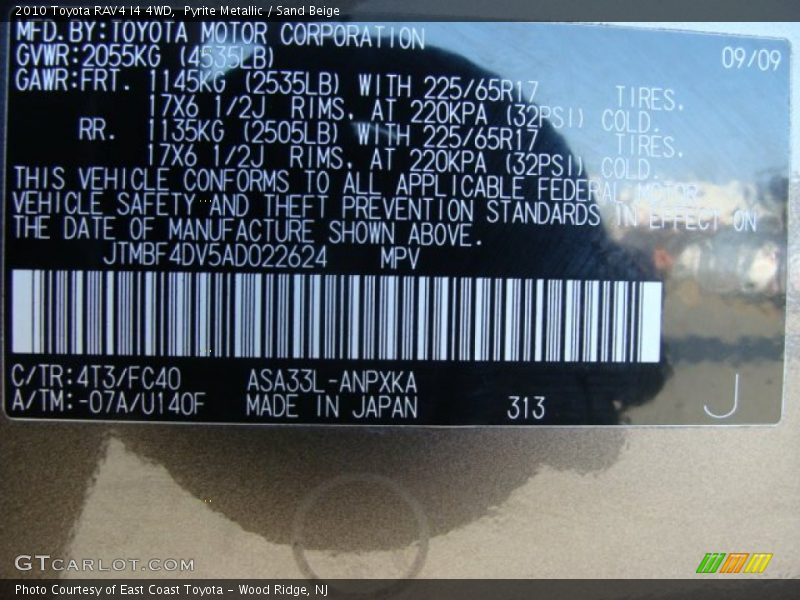 2010 Toyota RAV4 I4 4WD,  Pyrite Metallic / Sand Beige
MFD.BY:TOYOTA MOTOR CORPORATION
GVWR:2055KG (4535LB) 09/09
GAWR:FRT. 1145KG (2535LB) WITH 225/65R17 TIRES.
17X6 1/2J RIMS. AT 220KPA (32PSI) COLD.
RR. 1135KG (2505LB) WITH 225/65R17 TIRES.
17X6 1/2J RIMS. AT 220KPA (32PSI) COLD.
THIS VEHICLE CONFORMS TO ALL APPLICABLE FEDERAL MOTOR
VEHICLE SAFETY AND THEFT PREVENTION STANDARDS IN EFFECT ON
THE DATE OF MANUFACTURE SHOWN ABOVE.
JTMBF4DV5AD022624 MPV
C/TR:4T3/FC40 ASA33L-ANPXKA
A/TM:-07A/U140F MADE IN JAPAN 313 J
GTCARLOT.COM
Photo Courtesy of East Coast Toyota - Wood Ridge, NJ